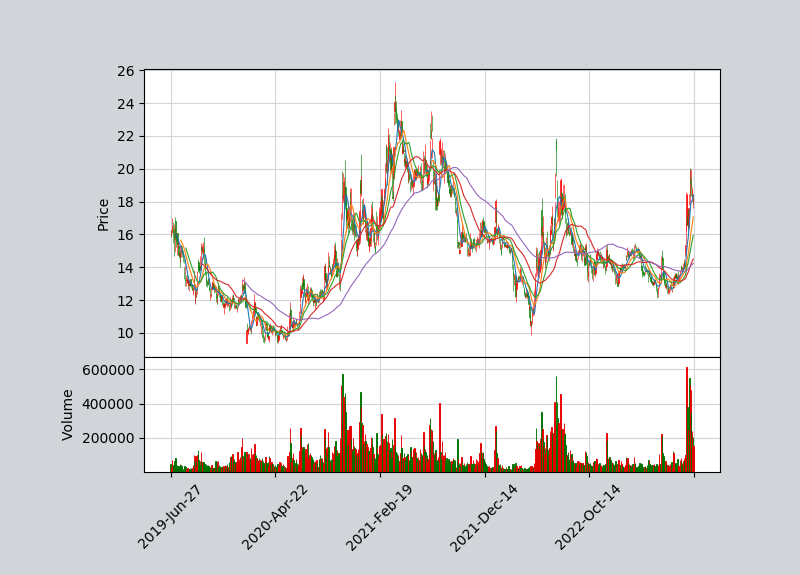 26
24
22
20
18
16
14
12
10
Price
600000
400000
200000
Volume
2019-Jun-27
2020-Apr-22
2021-Feb-19
2021-Dec-14
2022-Oct-14